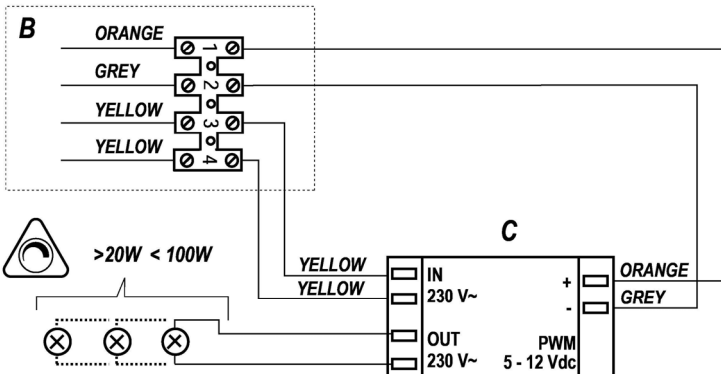 B
ORANGE
1
GREY
2
YELLOW
3
YELLOW
4
>20W < 100W
C
YELLOW
YELLOW
IN
230 V~
OUT
230 V~
+
-
ORANGE
GREY
PWM
5 - 12 Vdc